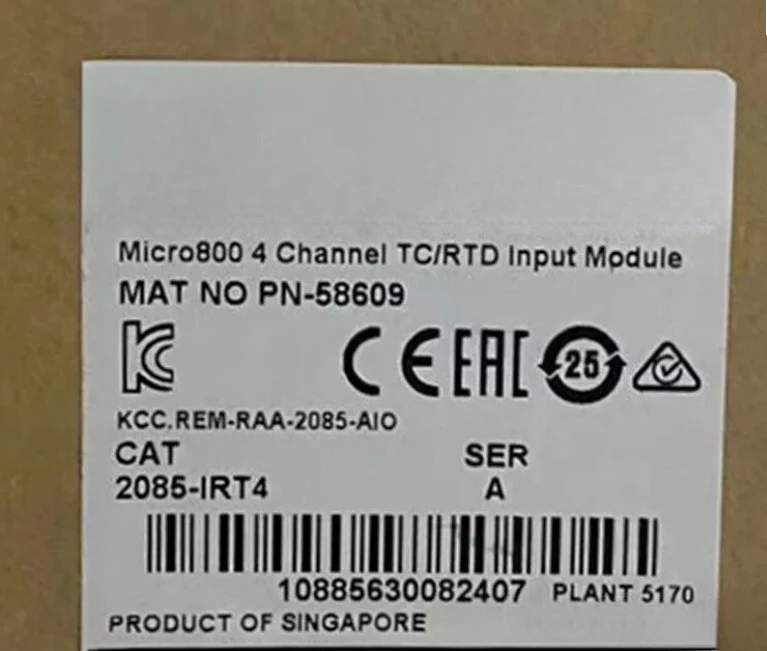 Micro800 4 Channel TC/RTD Input Module
MAT NO PN-58609
KC CE EAC 25
KCC.REM-RAA-2085-AIO
CAT SER
2085-IRT4 A
10885630082407 PLANT 5170
PRODUCT OF SINGAPORE